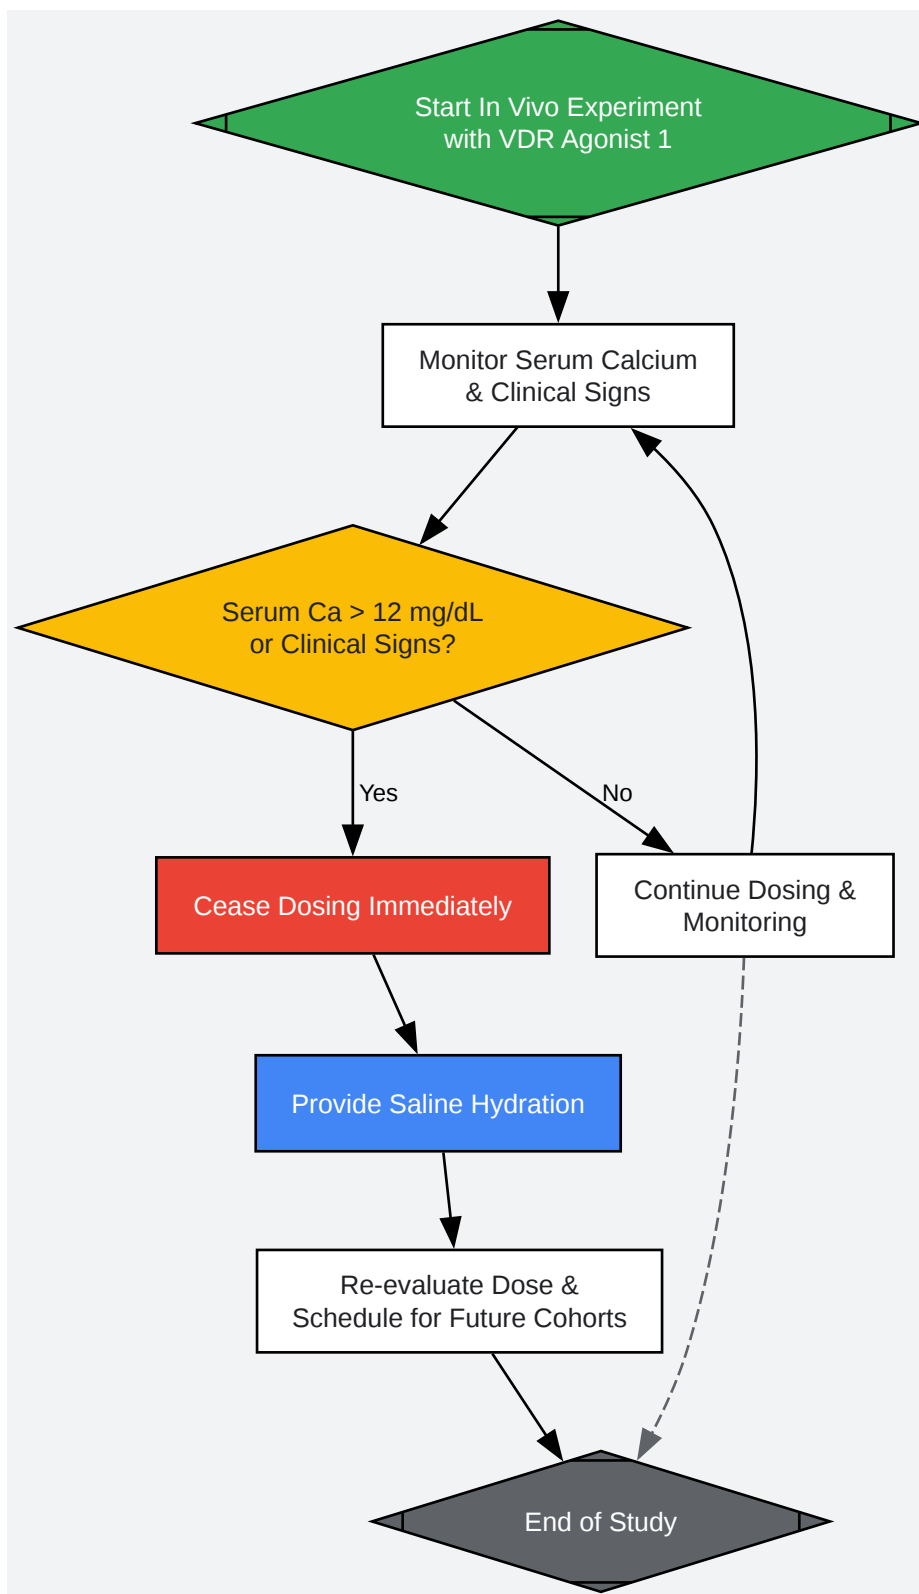 Start In Vivo Experiment
with VDR Agonist 1
Monitor Serum Calcium
& Clinical Signs
Serum Ca > 12 mg/dL
or Clinical Signs?
Yes
No
Cease Dosing Immediately
Continue Dosing &
Monitoring
Provide Saline Hydration
Re-evaluate Dose &
Schedule for Future Cohorts
End of Study